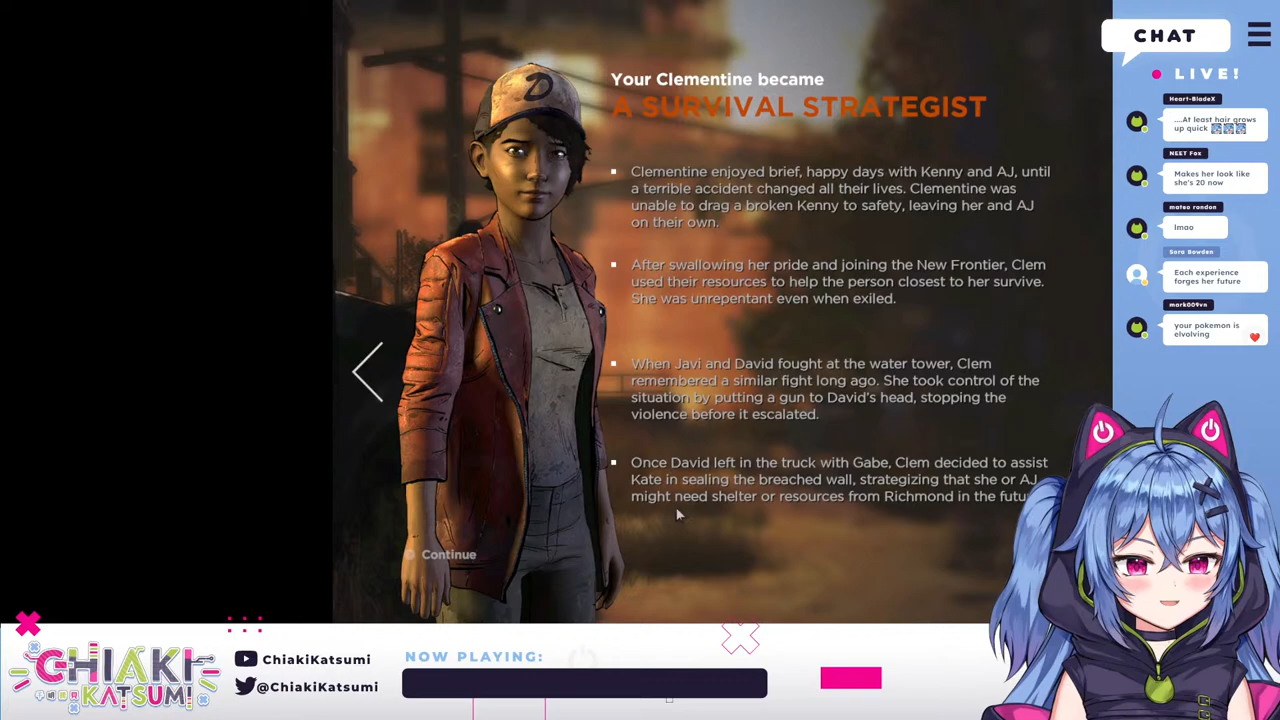 CHAT
LIVE!
Your Clementine became
A SURVIVAL STRATEGIST
Clementine enjoyed brief, happy days with Kenny and AJ, until
a terrible accident changed all their lives. Clementine was
unable to drag a broken Kenny to safety, leaving her and AJ
on their own.
After swallowing her pride and joining the New Frontier, Clem
used their resources to help the person closest to her survive.
She was unrepentant even when exiled.
When Javi and David fought at the water tower, Clem
remembered a similar fight long ago. She took control of the
situation by putting a gun to David's head, stopping the
violence before it escalated.
Once David left in the truck with Gabe, Clem decided to assist
Kate in sealing the breached wall, strategizing that she or AJ
might need shelter or resources from Richmond in the
Continue
D
Heart-BladeX
....At least hair grows
up quick
NEET Fox
Makes her look like
she's 20 now
mateo rondon
lmao
Sora Bowden
Each experience
forges her future
mark009vn
your pokemon is
elvolving
CHIAKI
KATSUMI
ChiakiKatsumi
@ChiakiKatsumi
NOW PLAYING: